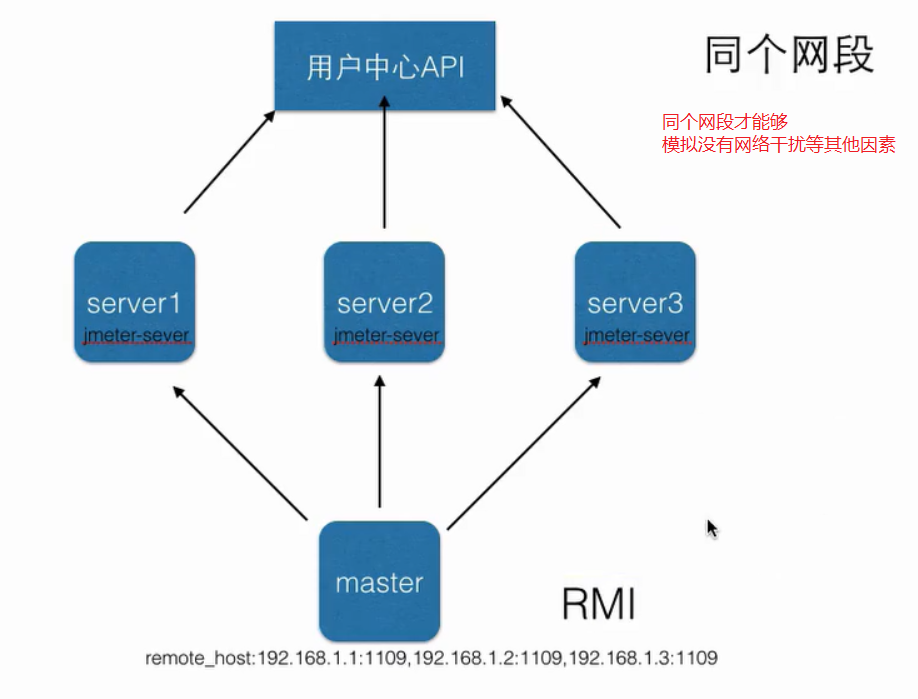 用户中心API
同个网段
同个网段才能够
模拟没有网络干扰等其他因素
server1
jmeter-sever
server2
jmeter-sever
server3
jmeter-sever
master
RMI
remote_host:192.168.1.1:1109,192.168.1.2:1109,192.168.1.3:1109